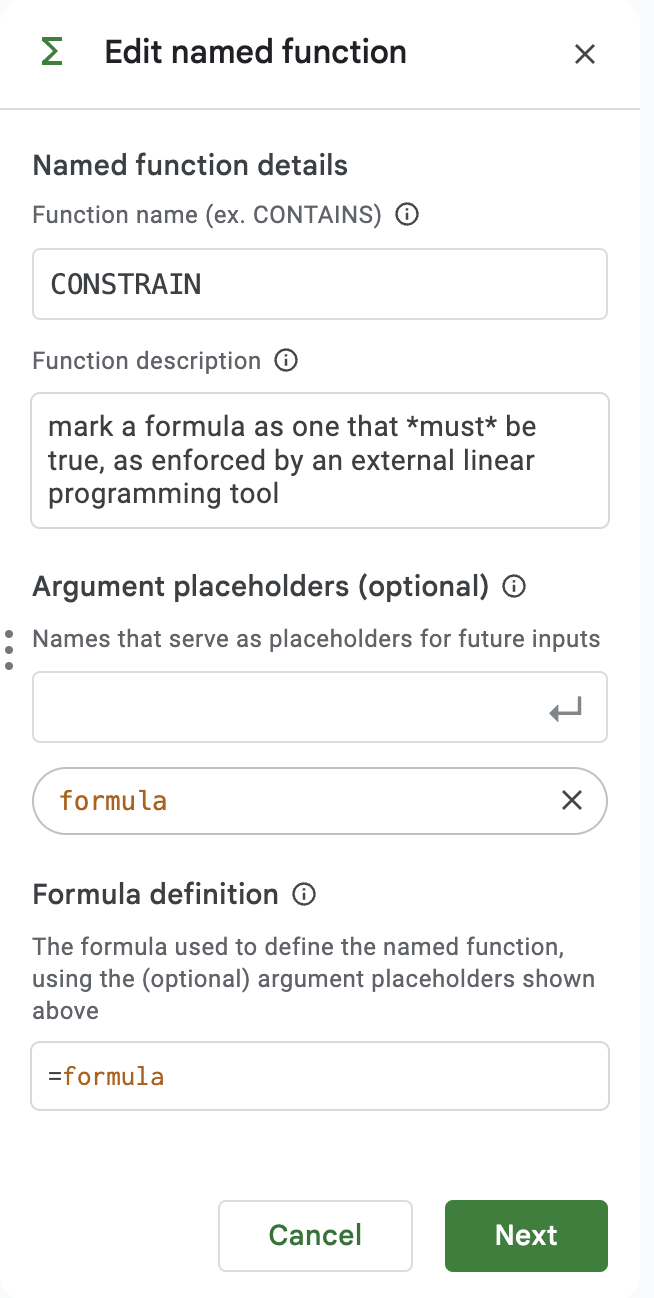 Σ Edit named function ×
Named function details
Function name (ex. CONTAINS)
CONSTRAIN
Function description
mark a formula as one that *must* be
true, as enforced by an external linear
programming tool
Argument placeholders (optional)
Names that serve as placeholders for future inputs
formula
Formula definition
The formula used to define the named function,
using the (optional) argument placeholders shown
above
=formula
Cancel Next